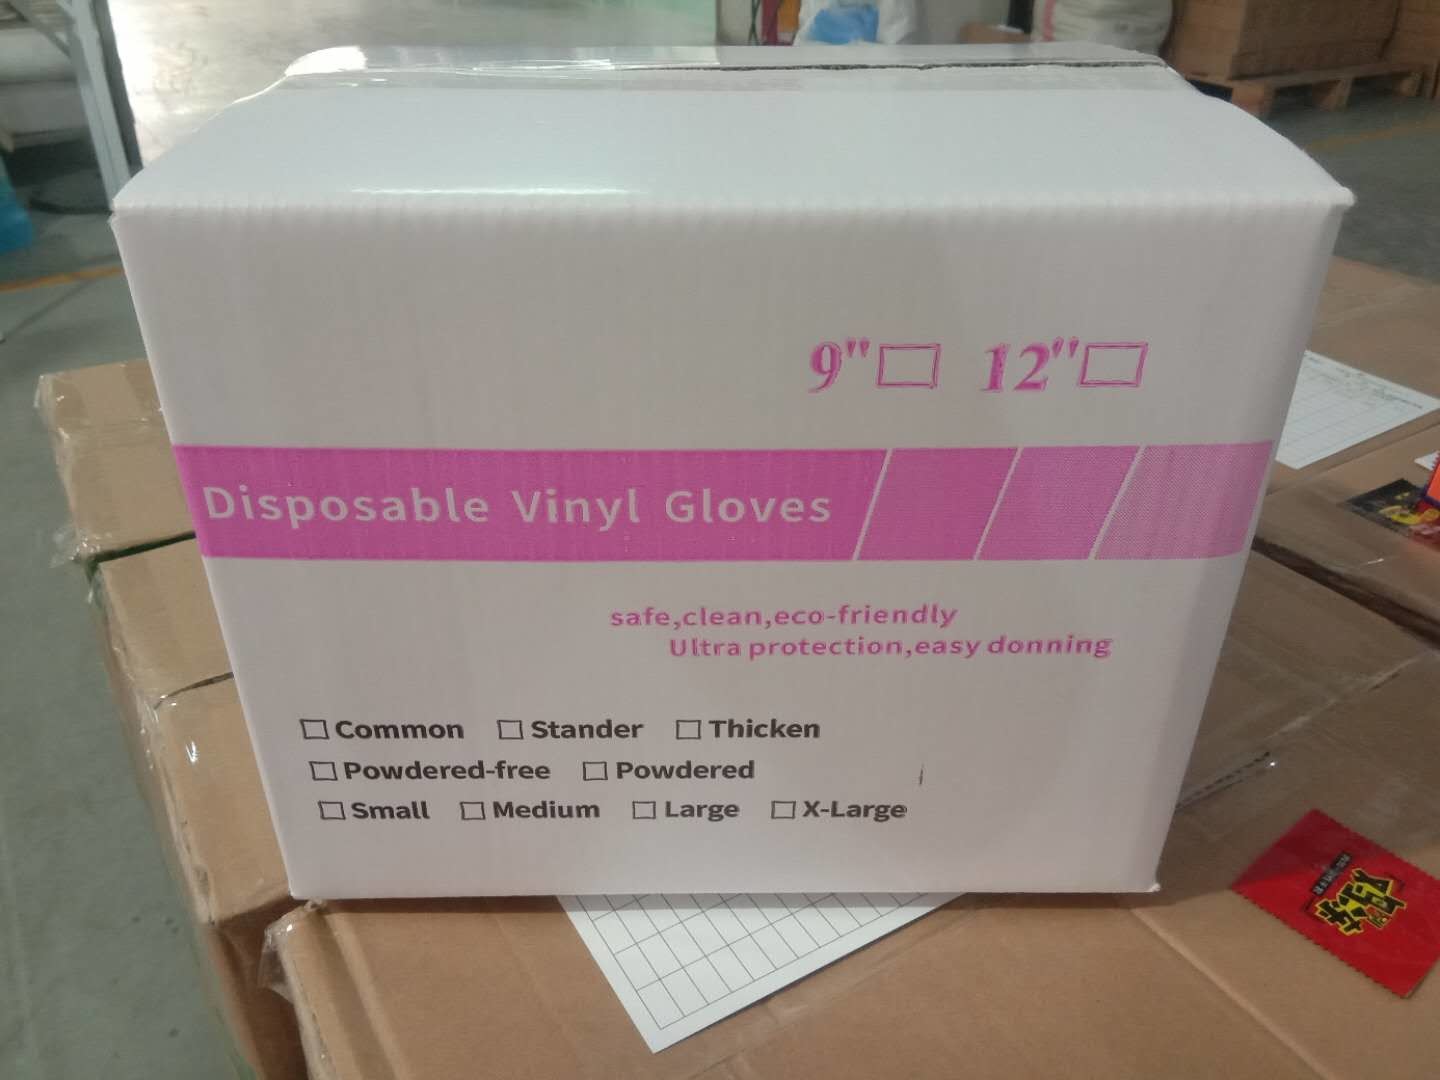 9" 12"
Disposable Vinyl Gloves
safe,clean,eco-friendly
Ultra protection,easy donning
Common Stander Thicken
Powdered-free Powdered
Small Medium Large X-Large